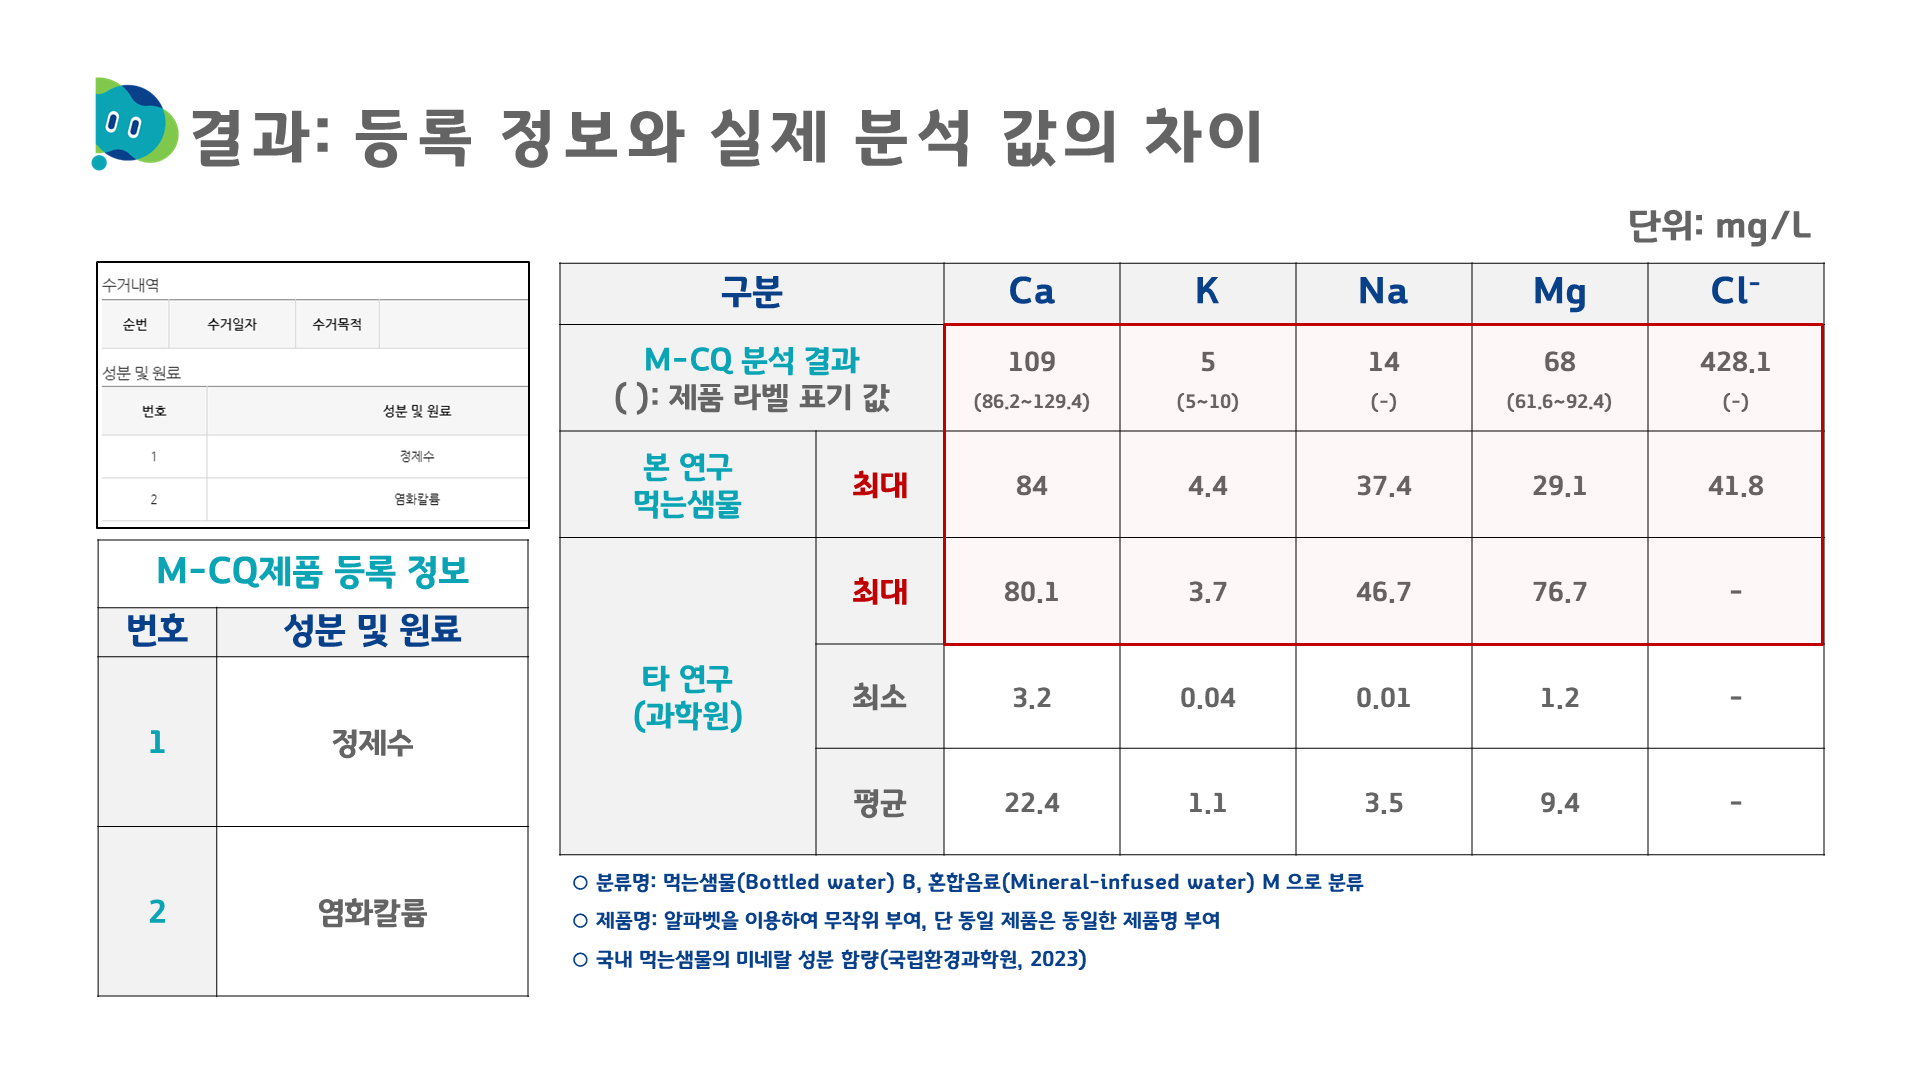 결과: 등록 정보와 실제 분석 값의 차이
단위: mg/L
수거내역
순번 수거일자 수거목적
성분 및 원료
번호 성분 및 원료
1 정제수
2 염화칼륨
M-CQ제품 등록 정보
번호 성분 및 원료
1 정제수
2 염화칼륨
구분 Ca K Na Mg Cl⁻
M-CQ 분석 결과 109 5 14 68 428.1
( ): 제품 라벨 표기 값 (86.2~129.4) (5~10) (-) (61.6~92.4) (-)
본 연구
먹는샘물 최대 84 4.4 37.4 29.1 41.8
최대 80.1 3.7 46.7 76.7 -
타 연구
(과학원) 최소 3.2 0.04 0.01 1.2 -
평균 22.4 1.1 3.5 9.4 -
○ 분류명: 먹는샘물(Bottled water) B, 혼합음료(Mineral-infused water) M 으로 분류
○ 제품명: 알파벳을 이용하여 무작위 부여, 단 동일 제품은 동일한 제품명 부여
○ 국내 먹는샘물의 미네랄 성분 함량(국립환경과학원, 2023)